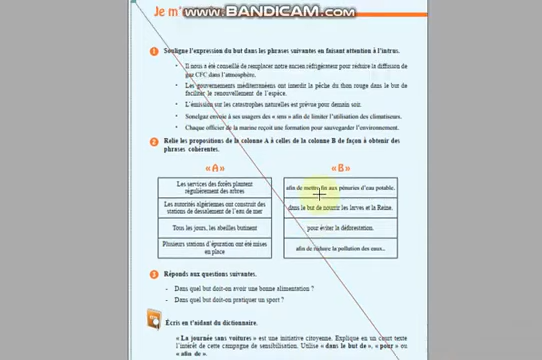 Je m'
www.BANDICAM.com
1 Souligne l'expression du but dans les phrases suivantes en faisant attention à l'intrus.
• Il nous a été conseillé de remplacer notre ancien réfrigérateur pour réduire la diffusion de
gaz CFC dans l'atmosphère.
• Les gouvernements méditerranéens ont interdit la pêche du thon rouge dans le but de
faciliter le renouvellement de l'espèce.
• L'émission sur les catastrophes naturelles est prévue pour demain soir.
• Sonelgaz envoie à ses usagers des « sms » afin de limiter l'utilisation des climatiseurs.
• Chaque officier de la marine reçoit une formation pour sauvegarder l'environnement.
2 Relie les propositions de la colonne A à celles de la colonne B de façon à obtenir des
phrases cohérentes.
« A » « B »
Les services des forêts plantent
régulièrement des arbres
afin de mettre fin aux pénuries d'eau potable.
Les autorités algériennes ont construit des
stations de dessalement de l'eau de mer
dans le but de nourrir les larves et la Reine.
Tous les jours, les abeilles butinent
pour éviter la déforestation.
Plusieurs stations d'épuration ont été mises
en place
afin de réduire la pollution des eaux..
3 Réponds aux questions suivantes.
- Dans quel but doit-on avoir une bonne alimentation ?
- Dans quel but doit-on pratiquer un sport ?
Ecris en t'aidant du dictionnaire.
« La journée sans voitures » est une initiative citoyenne. Explique en un court texte
l'intérêt de cette campagne de sensibilisation. Utilise « dans le but de », « pour » ou
« afin de ».